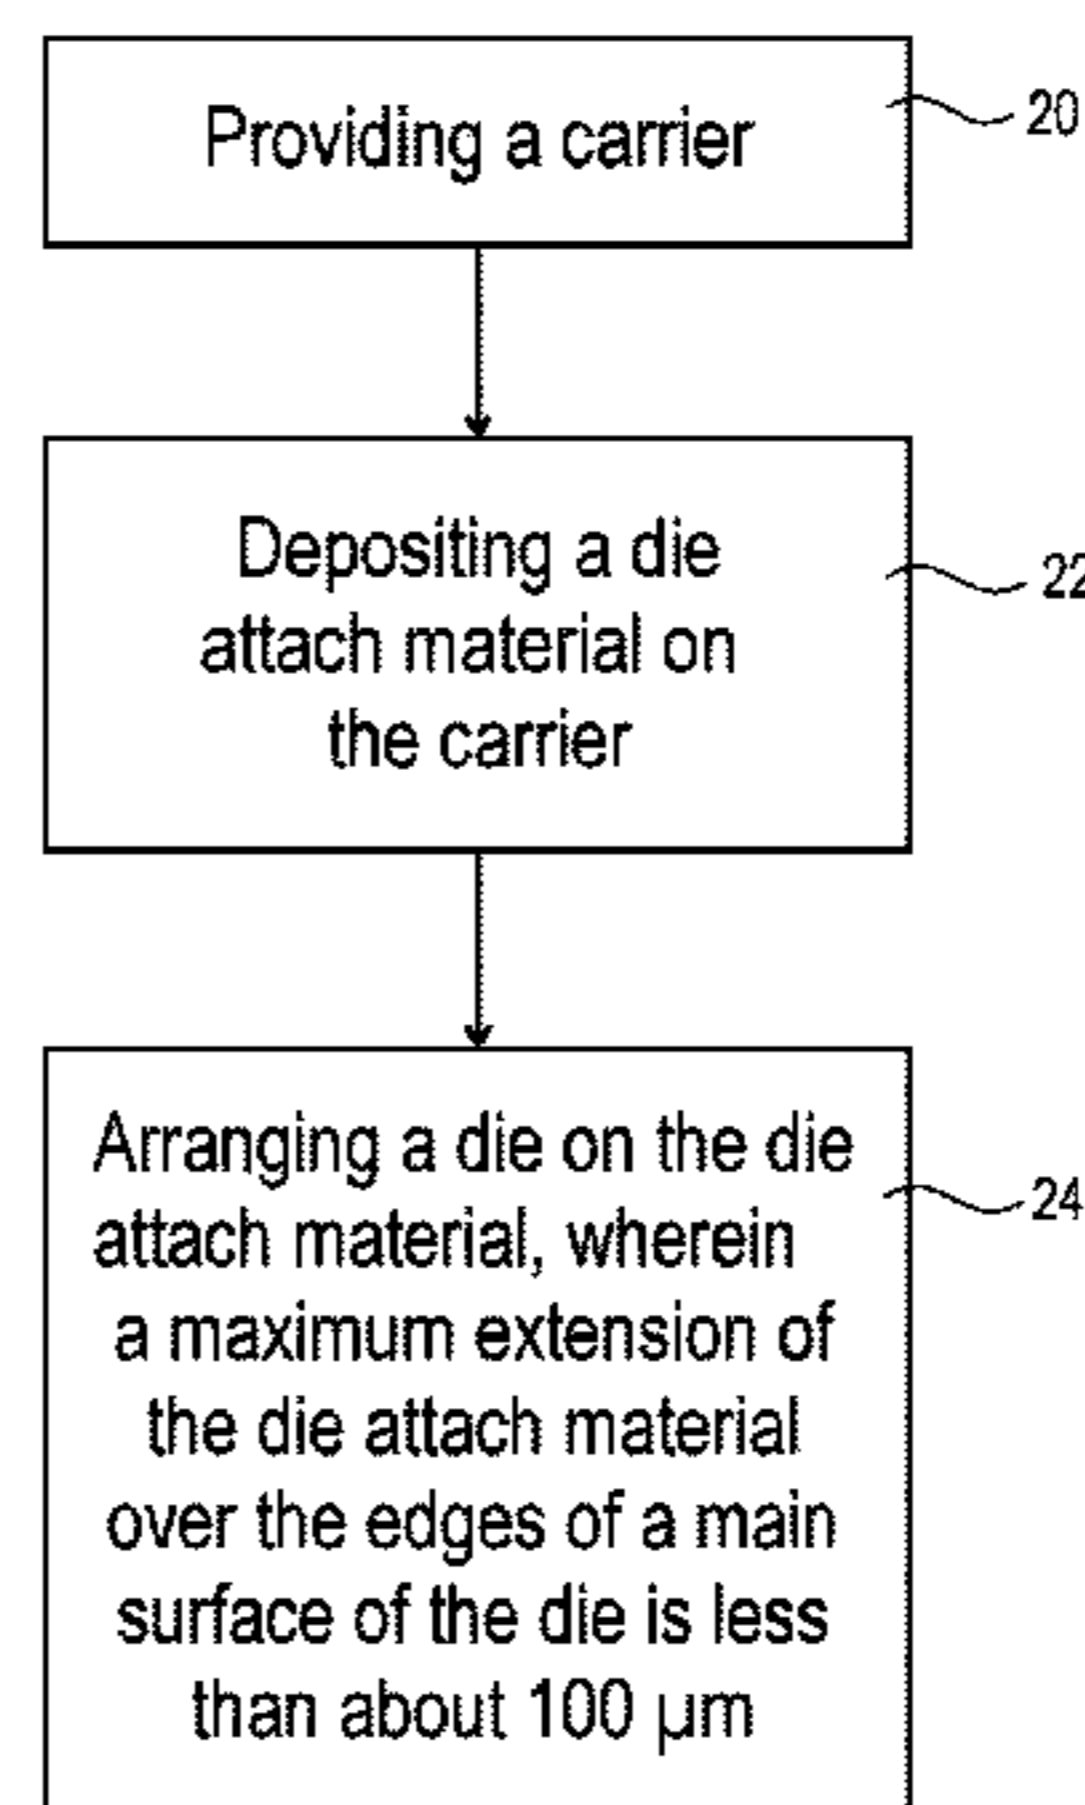 Providing a carrier
20
Depositing a die
attach material on
the carrier
22
Arranging a die on the die
attach material, wherein
a maximum extension of
the die attach material
over the edges of a main
surface of the die is less
than about 100 µm
24